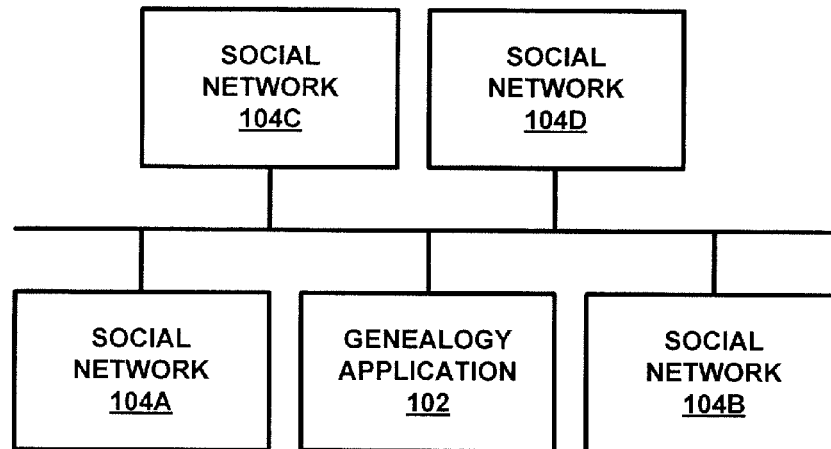 SOCIAL
NETWORK
104C
SOCIAL
NETWORK
104D
SOCIAL
NETWORK
104A
GENEALOGY
APPLICATION
102
SOCIAL
NETWORK
104B